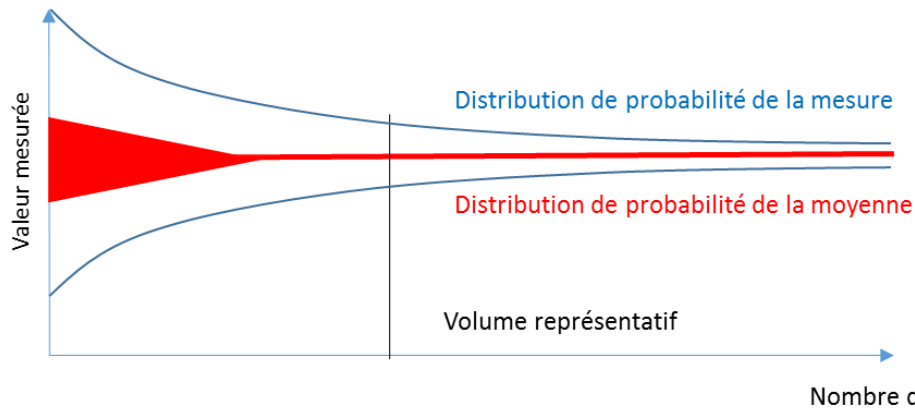 Distribution de probabilité de la mesure
Valeur mesurée
Distribution de probabilité de la moyenne
Volume représentatif
Nombre